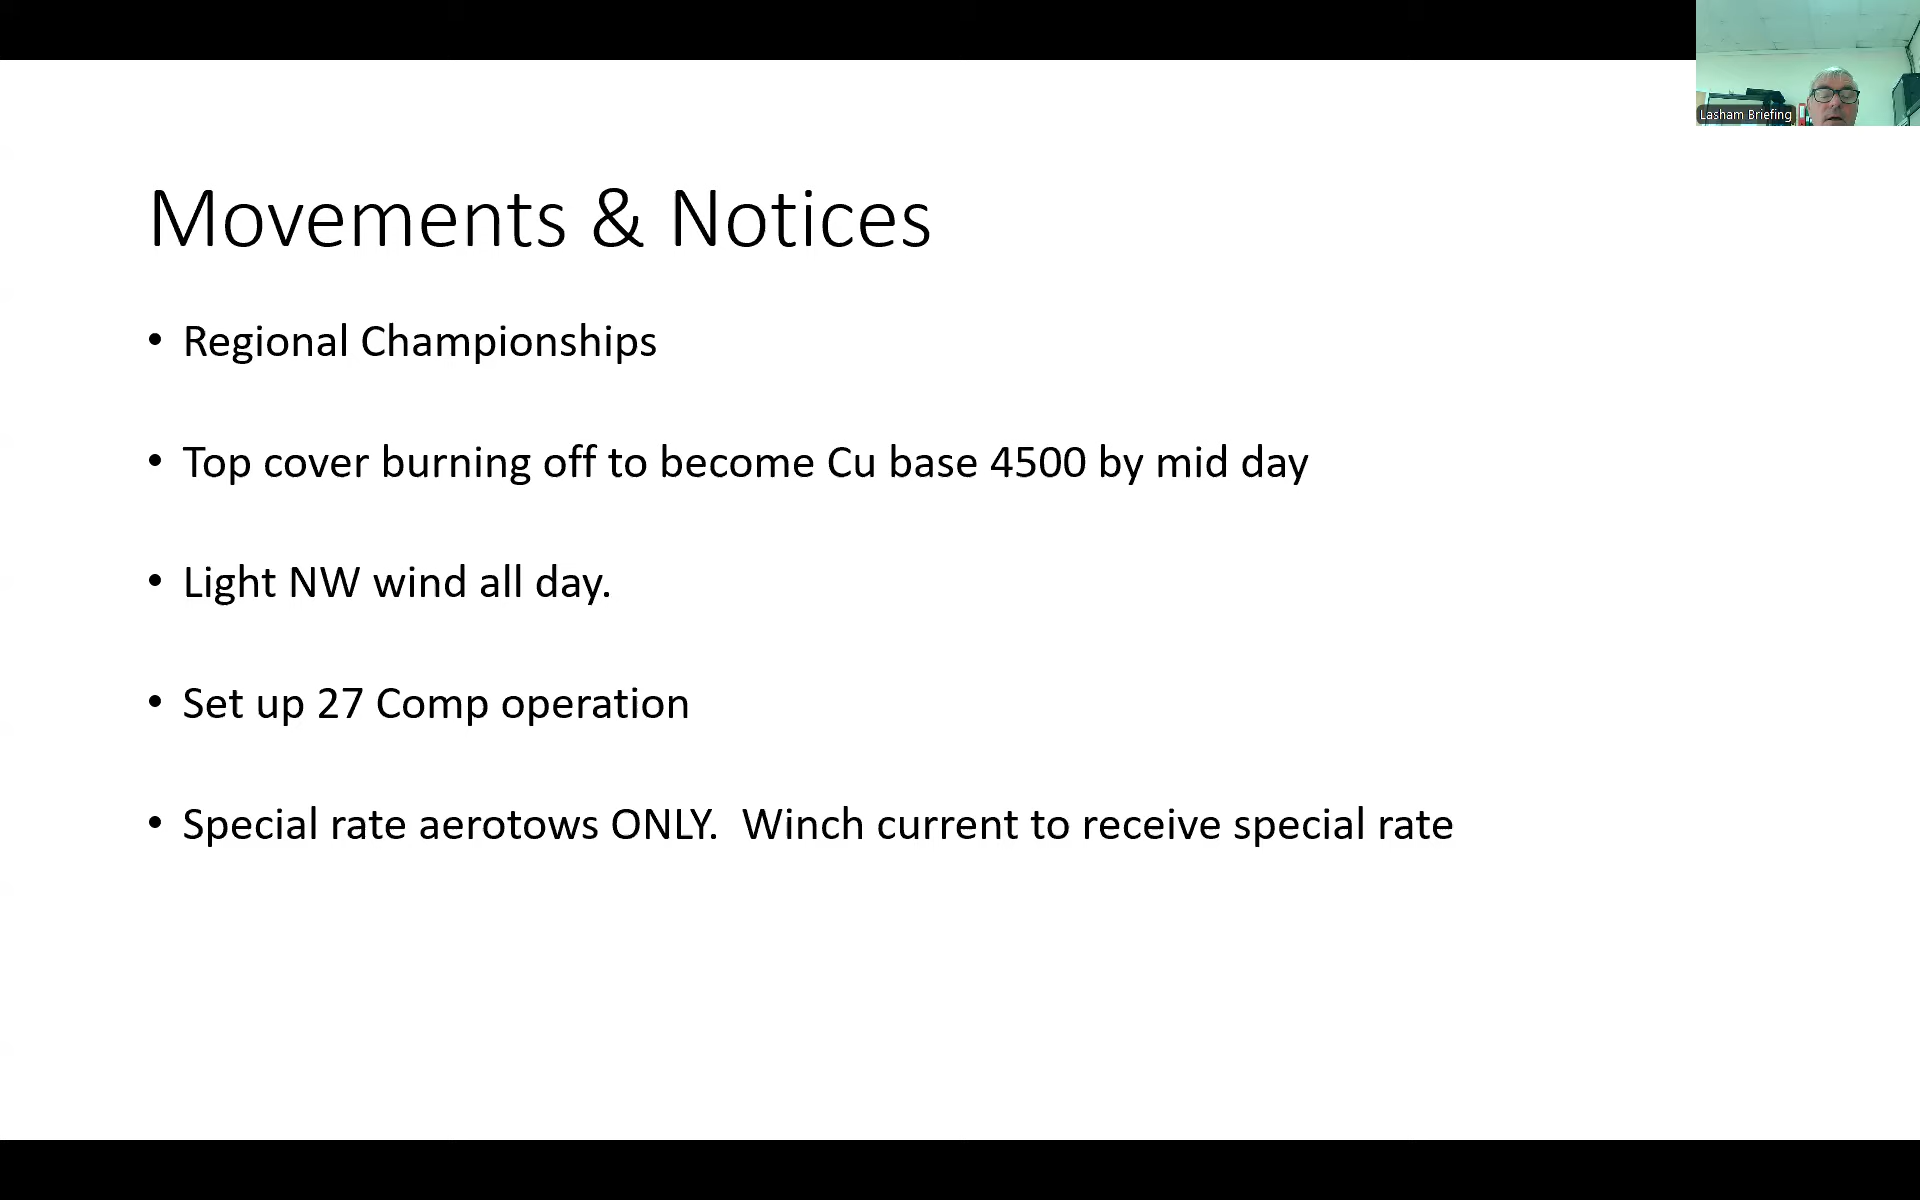 Lasham Briefing
Movements & Notices
• Regional Championships
• Top cover burning off to become Cu base 4500 by mid day
• Light NW wind all day.
• Set up 27 Comp operation
• Special rate aerotows ONLY.  Winch current to receive special rate